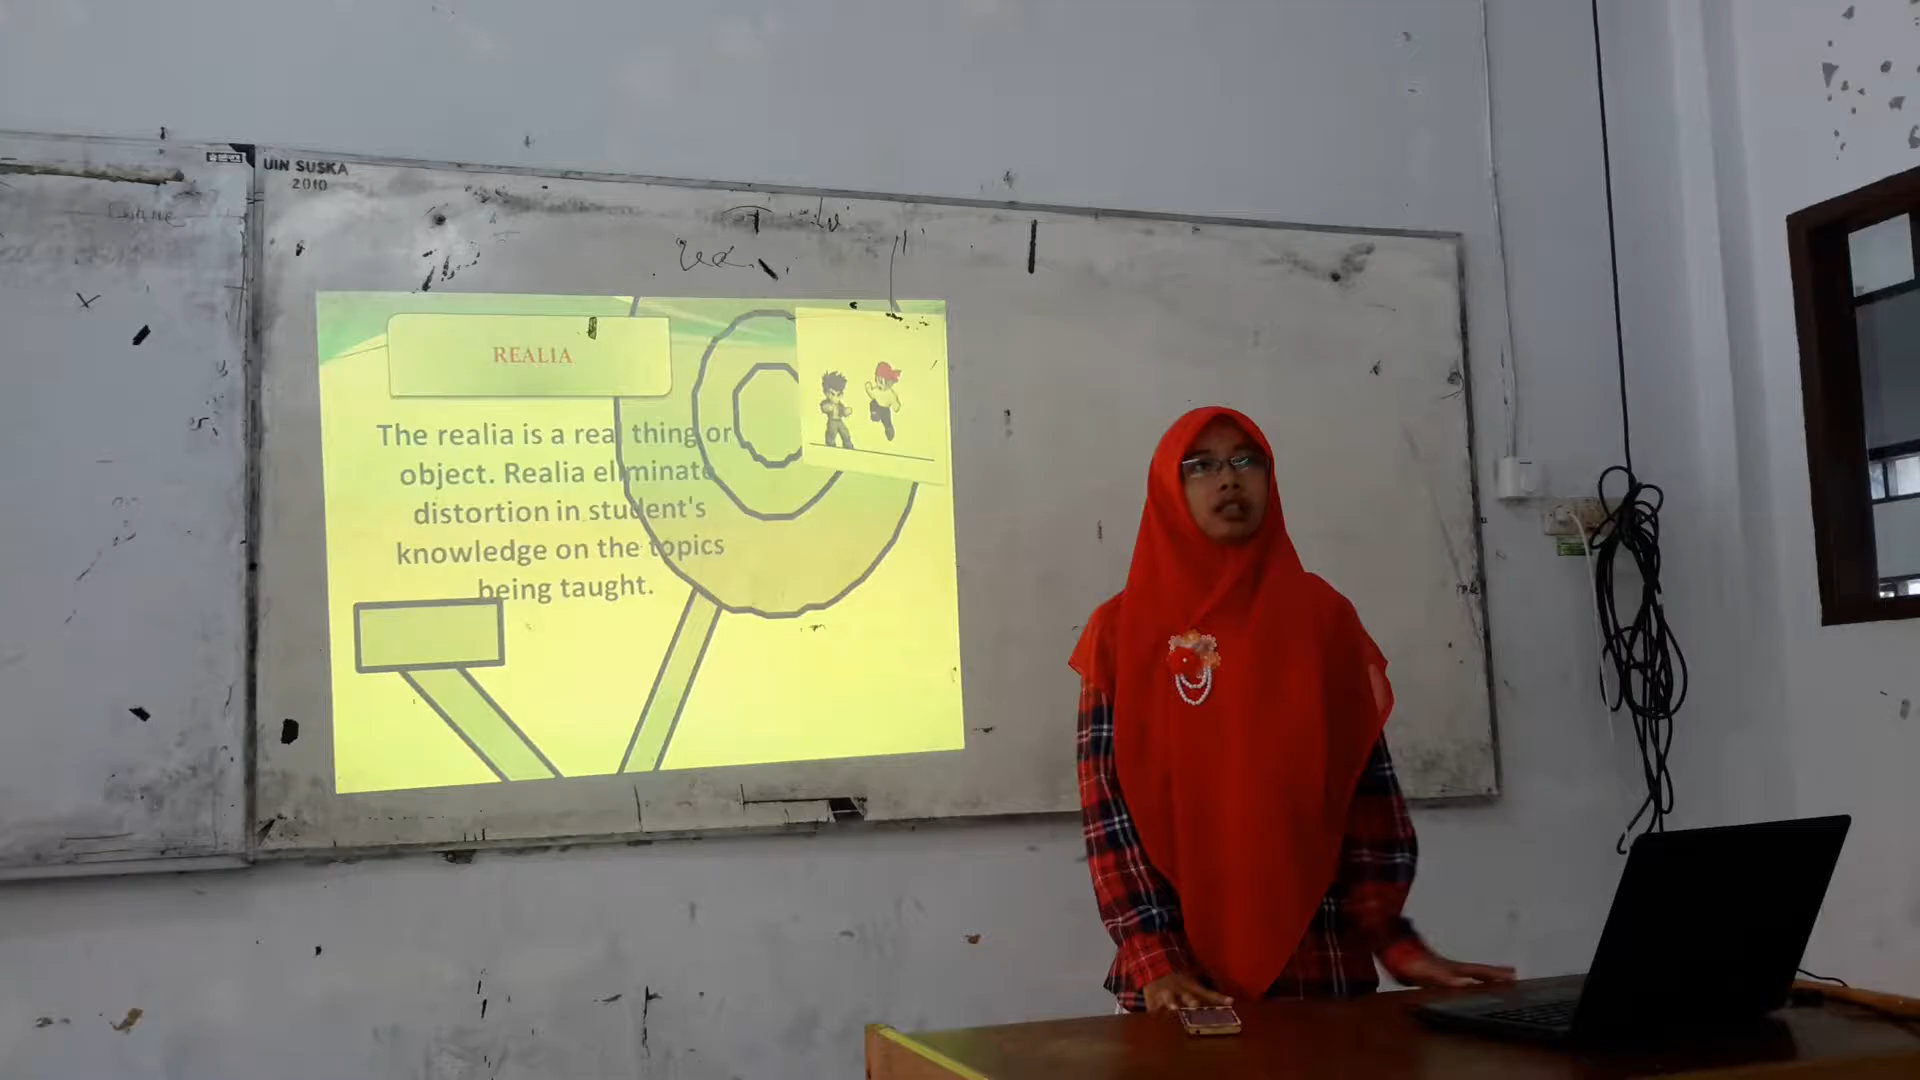 UIN SUSKA
2010
REALIA
The realia is a real thing or
object. Realia eliminate
distortion in student's
knowledge on the topics
being taught.